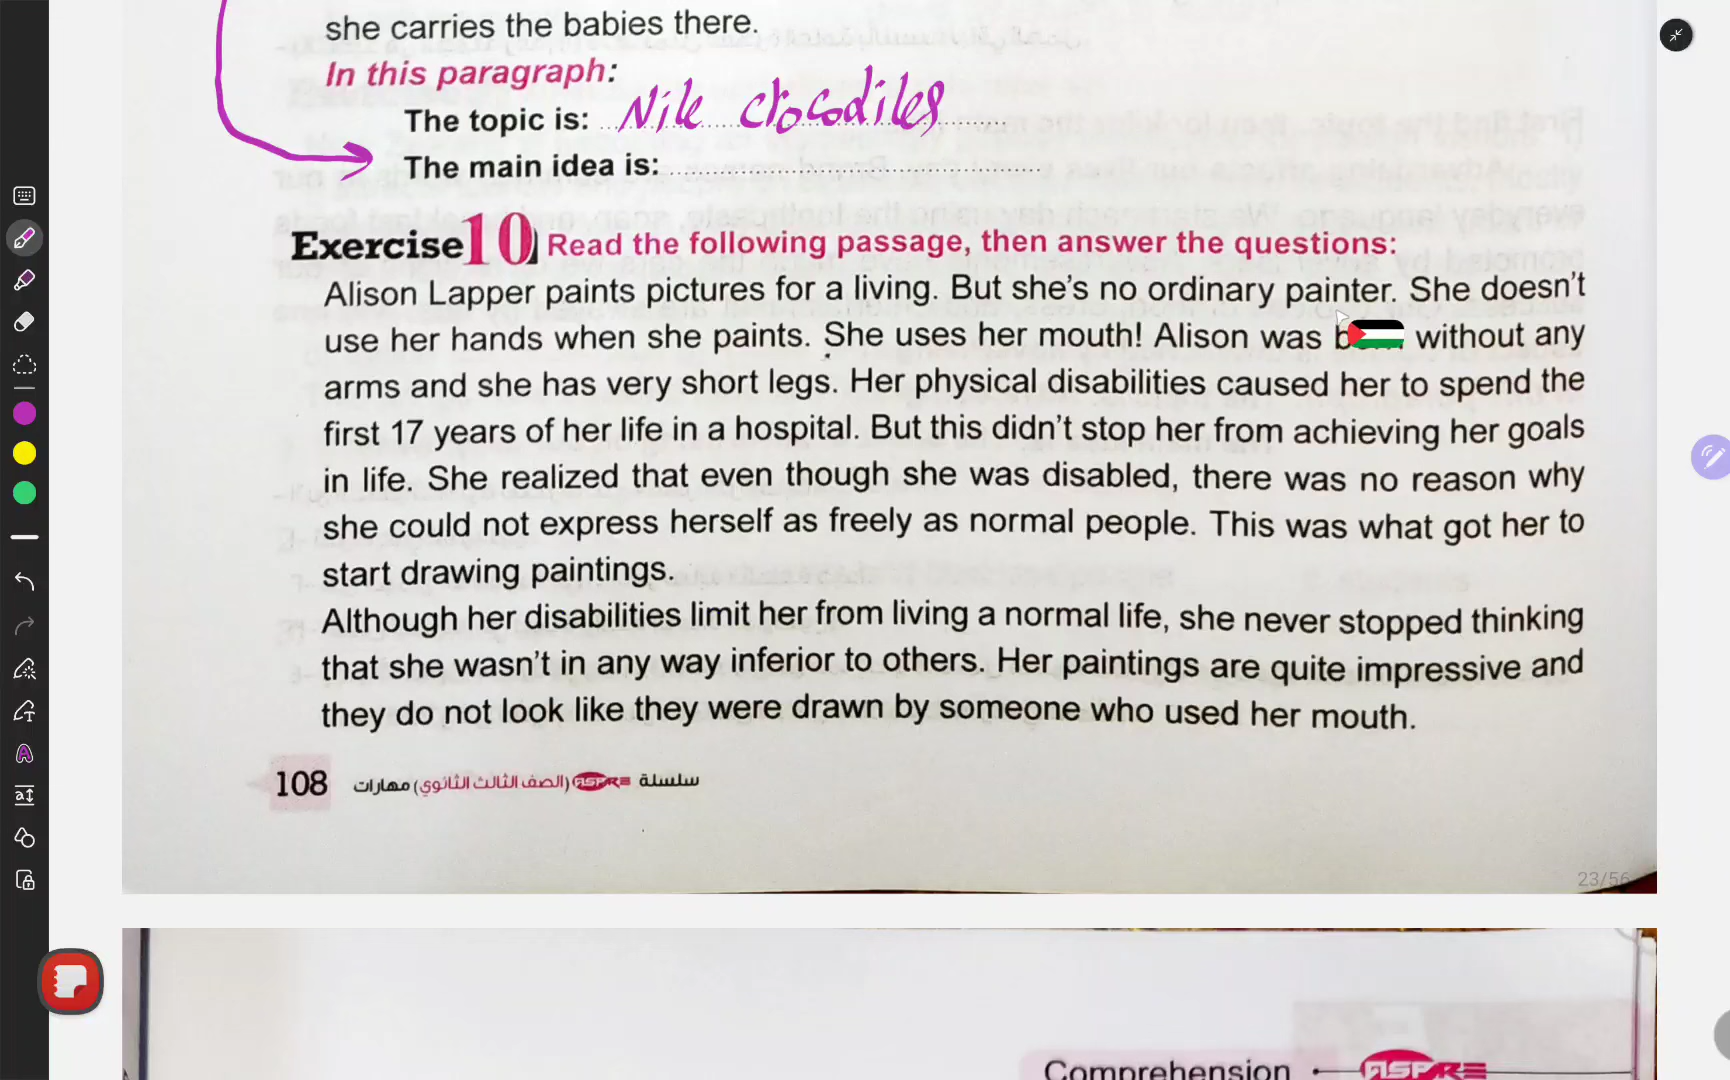 she carries the babies there.
In this paragraph:
The topic is: Nile crocodiles
The main idea is:
Exercise 10 Read the following passage, then answer the questions:
Alison Lapper paints pictures for a living. But she's no ordinary painter. She doesn't
use her hands when she paints. She uses her mouth! Alison was without any
arms and she has very short legs. Her physical disabilities caused her to spend the
first 17 years of her life in a hospital. But this didn't stop her from achieving her goals
in life. She realized that even though she was disabled, there was no reason why
she could not express herself as freely as normal people. This was what got her to
start drawing paintings.
Although her disabilities limit her from living a normal life, she never stopped thinking
that she wasn't in any way inferior to others. Her paintings are quite impressive and
they do not look like they were drawn by someone who used her mouth.
108 سلسلة ASPIRE (الصف الثالث الثانوي) مهارات
23/56
Comprehension ASPIRE